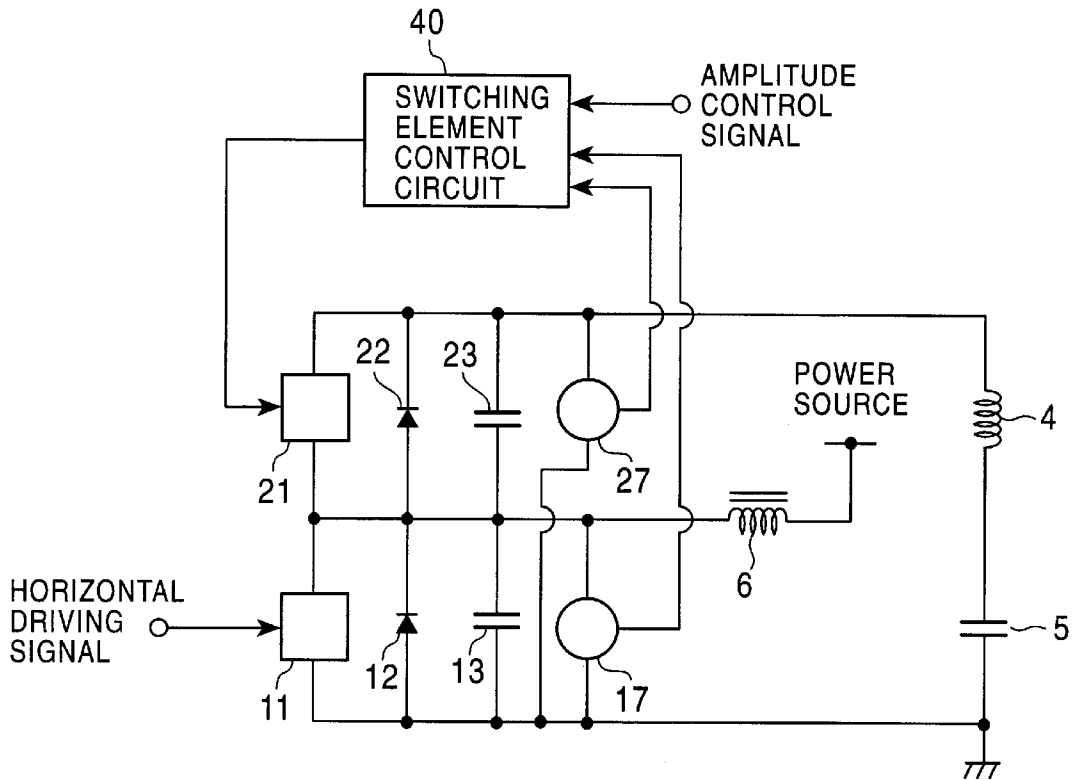 40
SWITCHING
ELEMENT
CONTROL
CIRCUIT
AMPLITUDE
CONTROL
SIGNAL
22
23
POWER
SOURCE
4
21
27
6
HORIZONTAL
DRIVING
SIGNAL
5
11
12
13
17